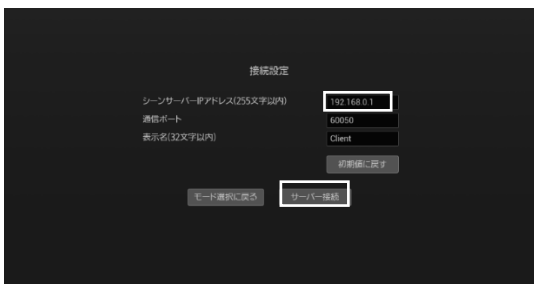 接続設定
シーンサーバーIPアドレス(255文字以内) 192.168.0.1
通信ポート 60050
表示名(32文字以内) Client
初期値に戻す
モード選択に戻る サーバー接続